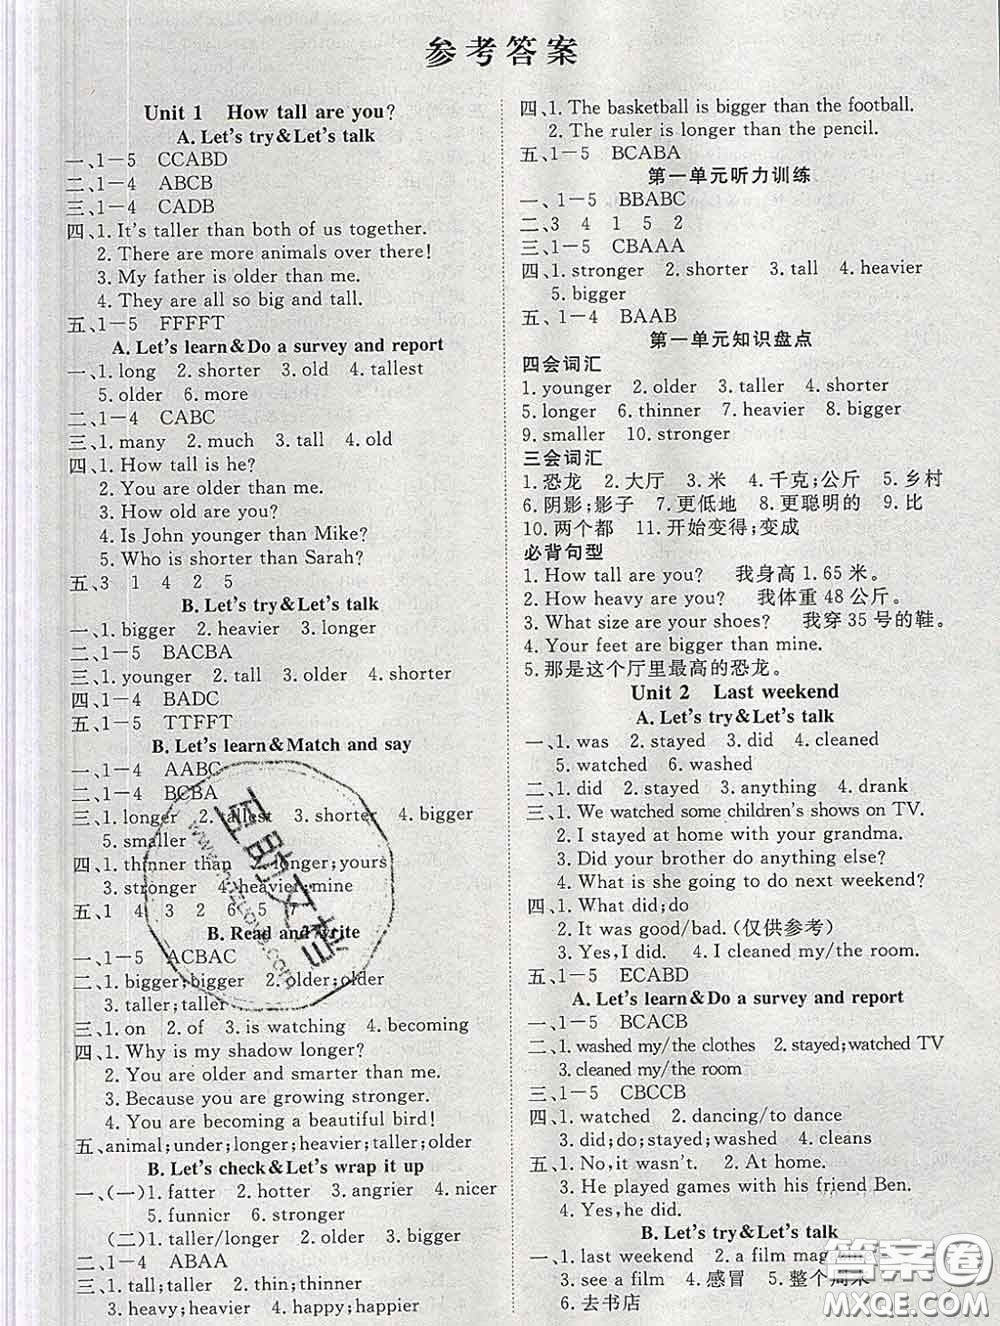 参考答案
Unit 1　How tall are you?
A. Let's try&Let's talk
一、1－5　CCABD
二、1－4　ABCB
三、1－4　CADB
四、1. It's taller than both of us together.
2. There are more animals over there!
3. My father is older than me.
4. They are all so big and tall.
五、1－5　FFFFT
A. Let's learn&Do a survey and report
一、1. long　2. shorter　3. old　4. tallest
5. older　6. more
二、1－4　CABC
三、1. many　2. much　3. tall　4. old
四、1. How tall is he?
2. You are older than me.
3. How old are you?
4. Is John younger than Mike?
5. Who is shorter than Sarah?
五、3　1　4　2　5
B. Let's try&Let's talk
一、1. bigger　2. heavier　3. longer
二、1－5　BACBA
三、1. younger　2. tall　3. older　4. shorter
四、1－4　BADC
五、1－5　TTFFT
B. Let's learn&Match and say
一、1－4　AABC
二、1－4　BCBA
三、1. longer　2. tallest　3. shorter　4. bigger
5. smaller
四、1. thinner than　2. longer;yours
3. stronger　4. heavier;mine
五、1　4　3　2　6　5
B. Read and write
一、1－5　ACBAC
二、1. bigger;bigger　2. older;older
3. taller;taller
三、1. on　2. of　3. is watching　4. becoming
四、1. Why is my shadow longer?
2. You are older and smarter than me.
3. Because you are growing stronger.
4. You are becoming a beautiful bird!
五、animal;under;longer;heavier;taller;older
B. Let's check&Let's wrap it up
一、(一)1. fatter　2. hotter　3. angrier　4. nicer
5. funnier　6. stronger
(二)1. taller/longer　2. older　3. bigger
二、1－4　ABAA
三、1. tall;taller　2. thin;thinner
3. heavy;heavier　4. happy;happier
四、1. The basketball is bigger than the football.
2. The ruler is longer than the pencil.
五、1－5　BCABA
第一单元听力训练
一、1－5　BBABC
二、3　4　1　5　2
三、1－5　CBAAA
四、1. stronger　2. shorter　3. tall　4. heavier
5. bigger
五、1－4　BAAB
第一单元知识盘点
四会词汇
1. younger　2. older　3. taller　4. shorter
5. longer　6. thinner　7. heavier　8. bigger
9. smaller　10. stronger
三会词汇
1. 恐龙　2. 大厅　3. 米　4. 千克;公斤　5. 乡村
6. 阴影;影子　7. 更低地　8. 更聪明的　9. 比
10. 两个都　11. 开始变得;变成
必背句型
1. How tall are you?　我身高 1.65 米。
2. How heavy are you?　我体重 48 公斤。
3. What size are your shoes?　我穿 35 号的鞋。
4. Your feet are bigger than mine.
5. 那是这个厅里最高的恐龙。
Unit 2　Last weekend
A. Let's try&Let's talk
一、1. was　2. stayed　3. did　4. cleaned
5. watched　6. washed
二、1. did　2. stayed　3. anything　4. drank
三、1. We watched some children's shows on TV.
2. I stayed at home with your grandma.
3. Did your brother do anything else?
4. What is she going to do next weekend?
四、1. What did;do
2. It was good/bad. (仅供参考)
3. Yes,I did.　4. I cleaned my/the room.
五、1－5　ECABD
A. Let's learn&Do a survey and report
一、1－5　BCACB
二、1. washed my/the clothes　2. stayed;watched TV
3. cleaned my/the room
三、1－5　CBCCB
四、1. watched　2. dancing/to dance
3. did;do;stayed;washed　4. cleans
五、1. No,it wasn't.　2. At home.
3. He played games with his friend Ben.
4. Yes,he did.
B. Let's try&Let's talk
一、1. last weekend　2. a film magazine
3. see a film　4. 感冒　5. 整个周末
6. 去书店
互助文档
答案圈
MXQE.COM